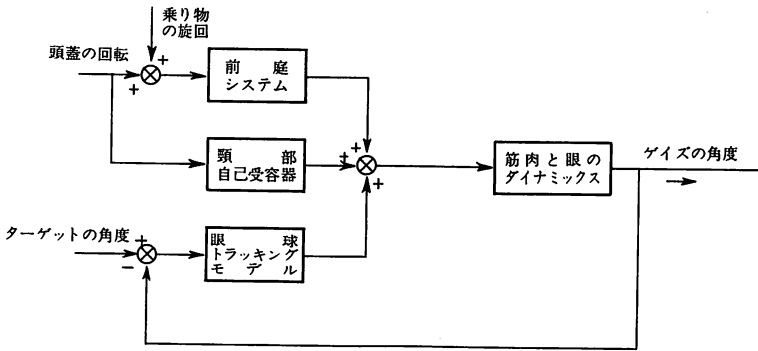 乗り物
の旋回
頭蓋の回転
+
+
前庭
システム
頸部
自己受容器
+
+
+
筋肉と眼の
ダイナミックス
ゲイズの角度
ターゲットの角度
+
−
眼球
トラッキング
モデル